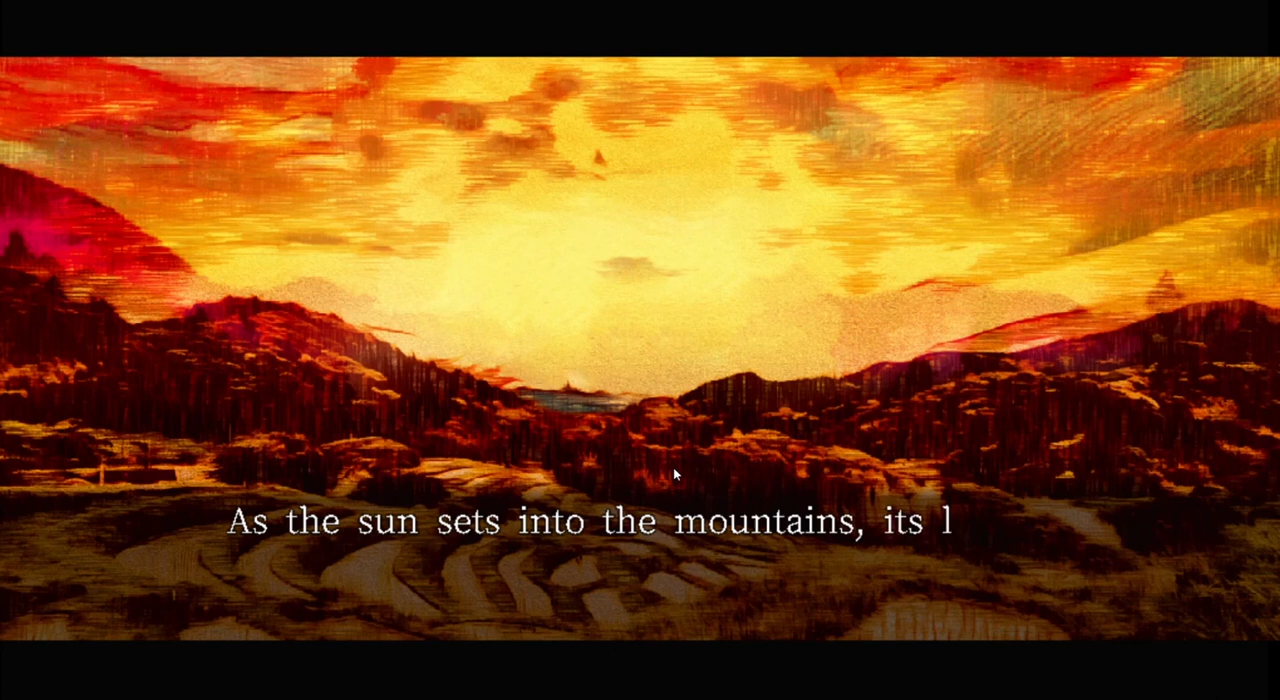 As the sun sets into the mountains, its l